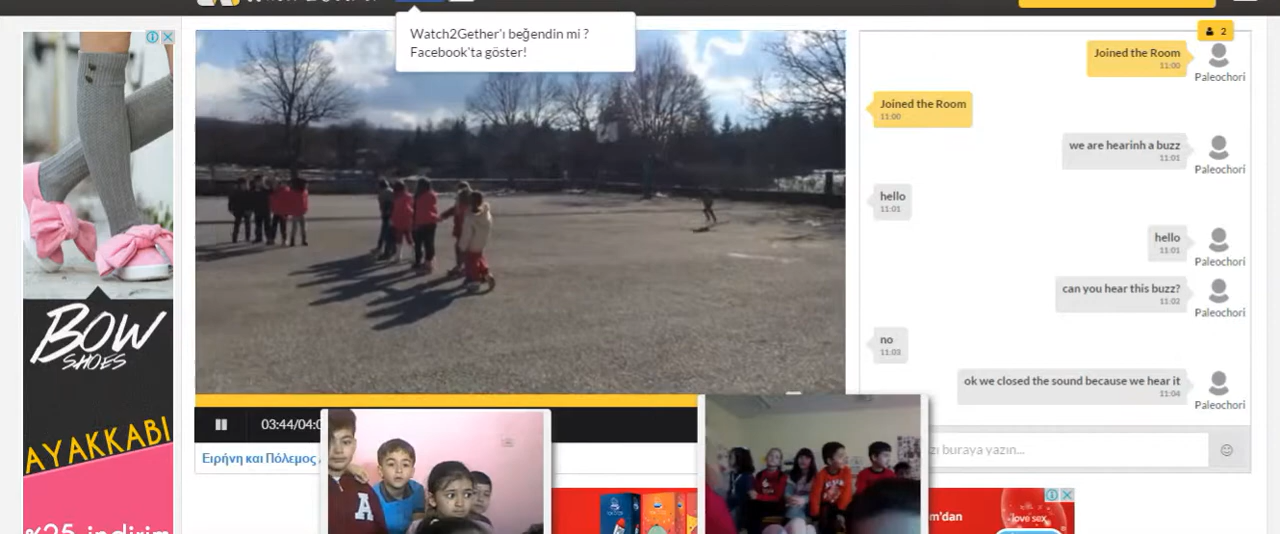 Watch2Gether'ı beğendin mi ?
Facebook'ta göster!
2
Joined the Room
11:00
Paleochori
Joined the Room
11:00
we are hearinh a buzz
11:01
Paleochori
hello
11:01
hello
11:01
Paleochori
can you hear this buzz?
11:02
Paleochori
no
11:03
ok we closed the sound because we hear it
11:04
Paleochori
buraya yazın...
BOW
SHOES
AYAKKABI
%25 indirim
03:44/04:0
Ειρήνη και Πόλεμος
A
love sex